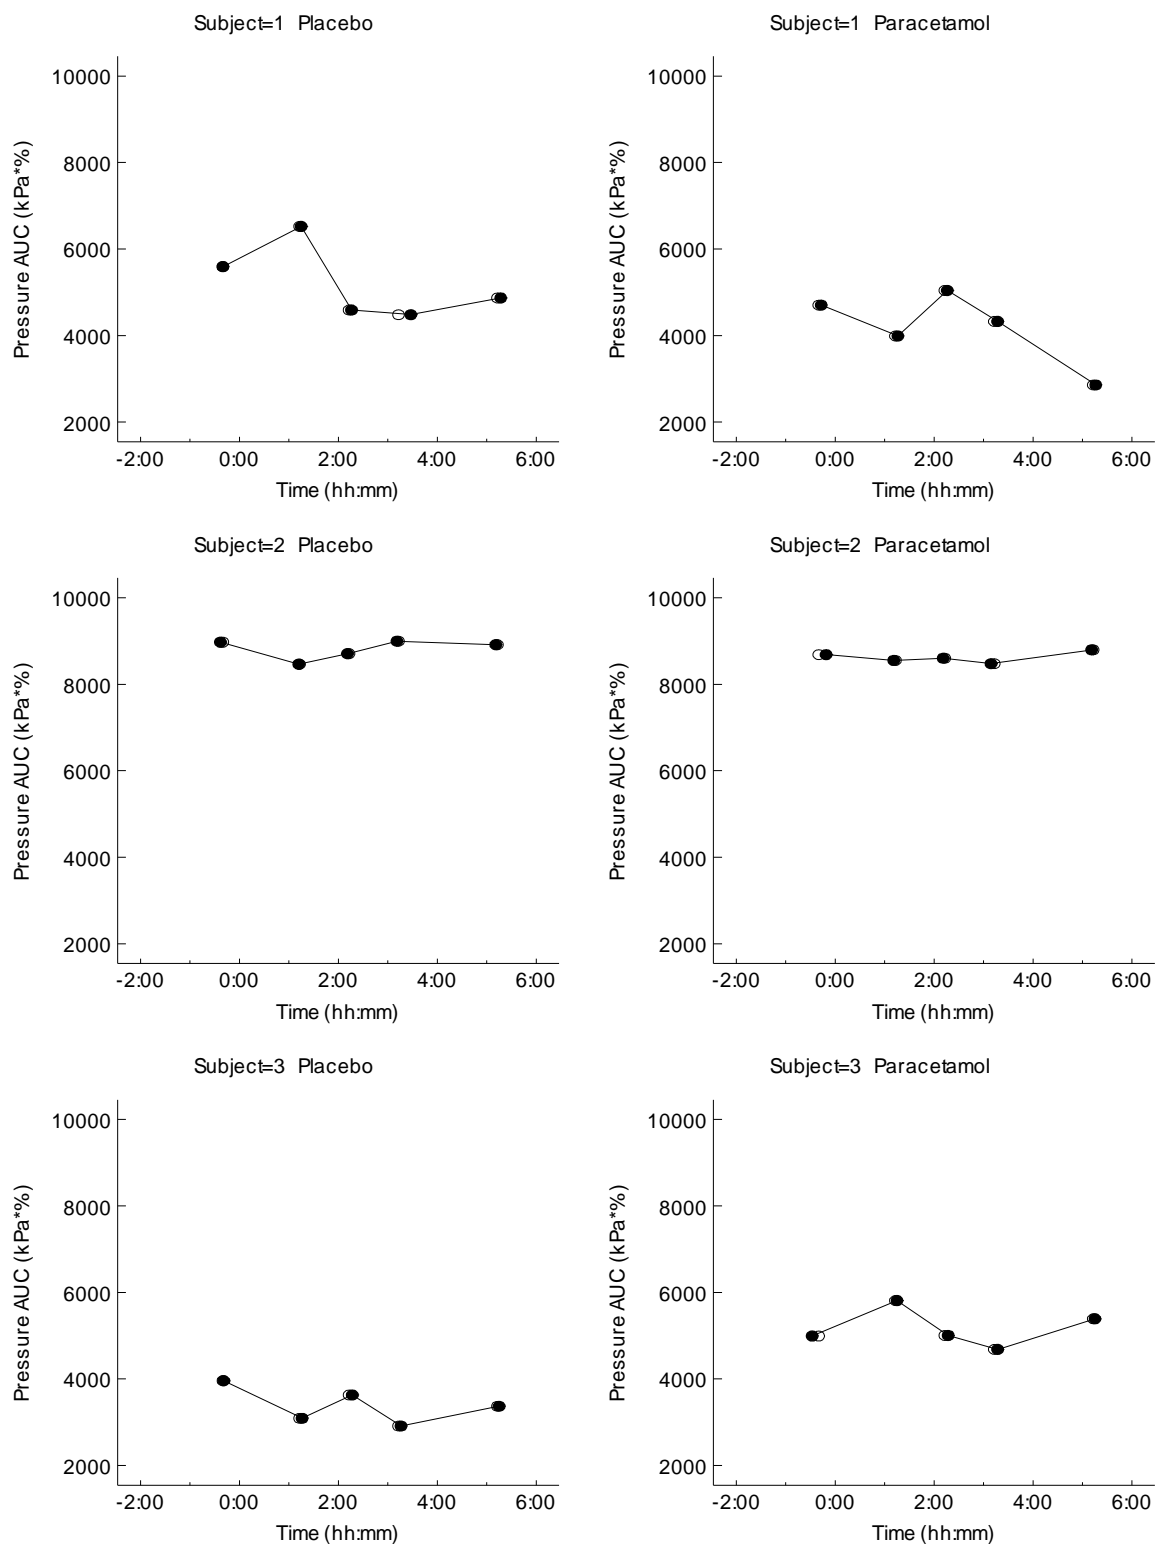 Subject=1 Placebo
Pressure AUC (kPa*%)
10000
8000
6000
4000
2000
-2:00 0:00 2:00 4:00 6:00
Time (hh:mm)
Subject=1 Paracetamol
Pressure AUC (kPa*%)
10000
8000
6000
4000
2000
-2:00 0:00 2:00 4:00 6:00
Time (hh:mm)
Subject=2 Placebo
Pressure AUC (kPa*%)
10000
8000
6000
4000
2000
-2:00 0:00 2:00 4:00 6:00
Time (hh:mm)
Subject=2 Paracetamol
Pressure AUC (kPa*%)
10000
8000
6000
4000
2000
-2:00 0:00 2:00 4:00 6:00
Time (hh:mm)
Subject=3 Placebo
Pressure AUC (kPa*%)
10000
8000
6000
4000
2000
-2:00 0:00 2:00 4:00 6:00
Time (hh:mm)
Subject=3 Paracetamol
Pressure AUC (kPa*%)
10000
8000
6000
4000
2000
-2:00 0:00 2:00 4:00 6:00
Time (hh:mm)